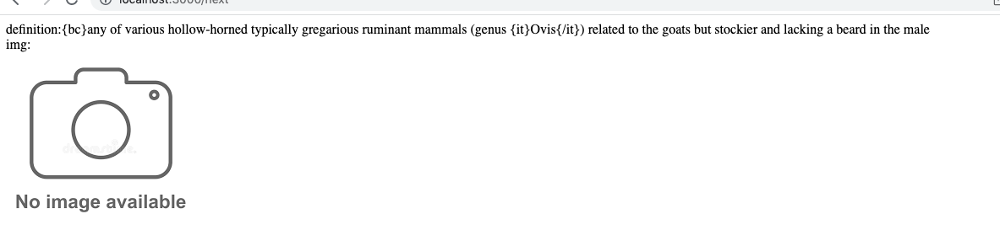 localhost:3000/next
definition:{bc}any of various hollow-horned typically gregarious ruminant mammals (genus {it}Ovis{/it}) related to the goats but stockier and lacking a beard in the male
img:
No image available